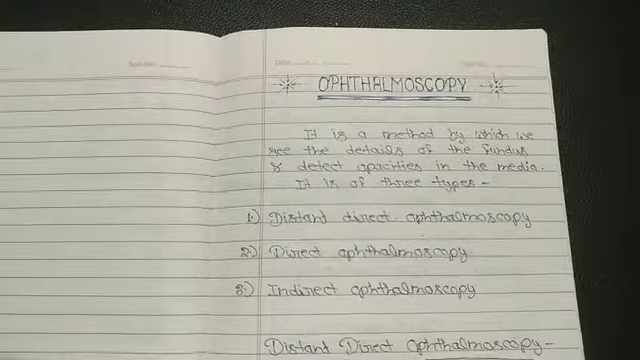 OPHTHALMOSCOPY
It is a method by which we
see the details of the fundus
& detect opacities in the media.
It is of three types -
1.) Distant direct ophthalmoscopy
2.) Direct ophthalmoscopy
3.) Indirect ophthalmoscopy
Distant Direct Ophthalmoscopy -